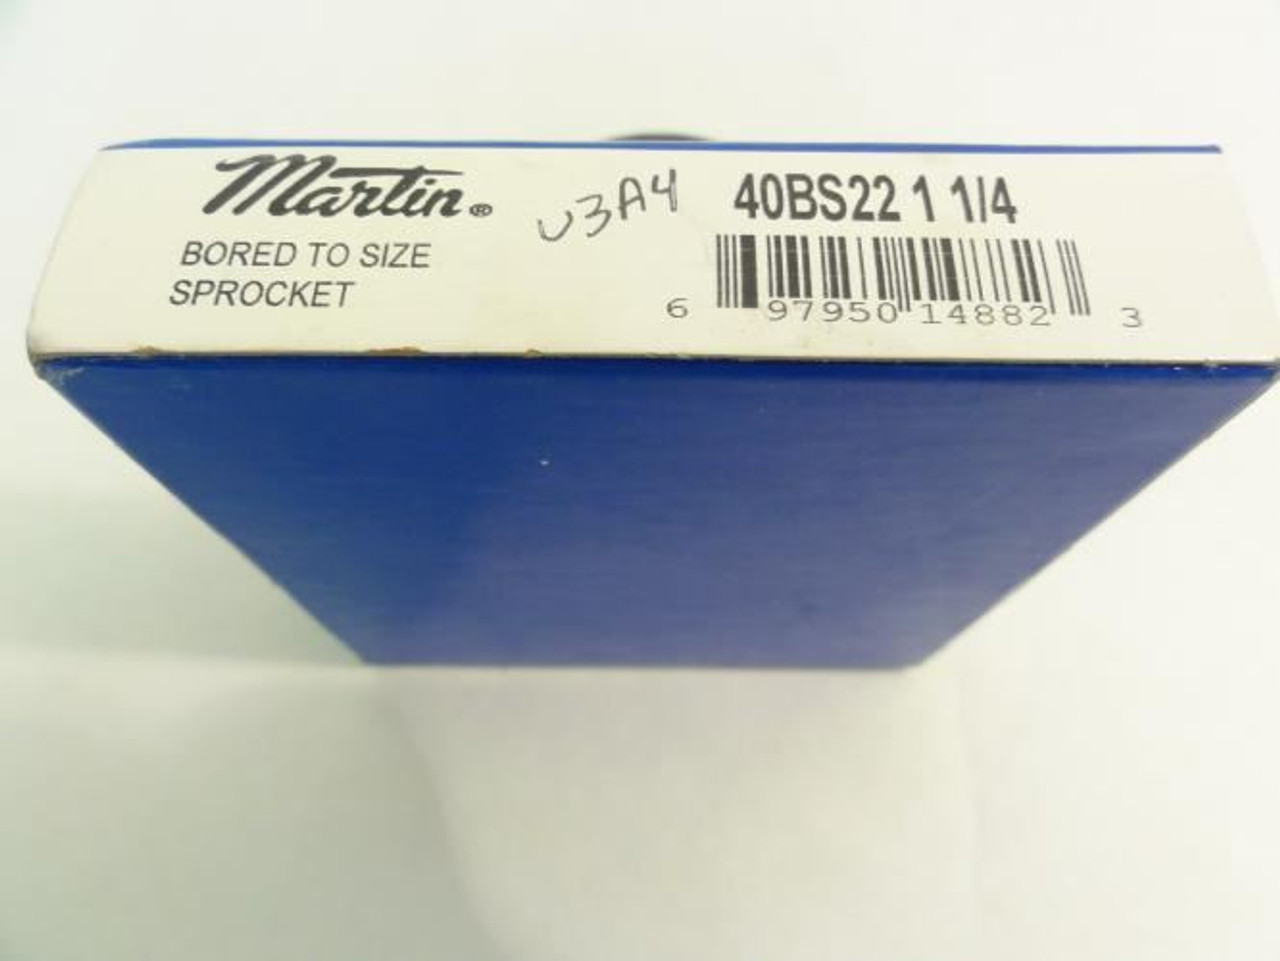 Martin®
BORED TO SIZE
SPROCKET
U3A4
40BS22 1 1/4
6 97950 14882 3